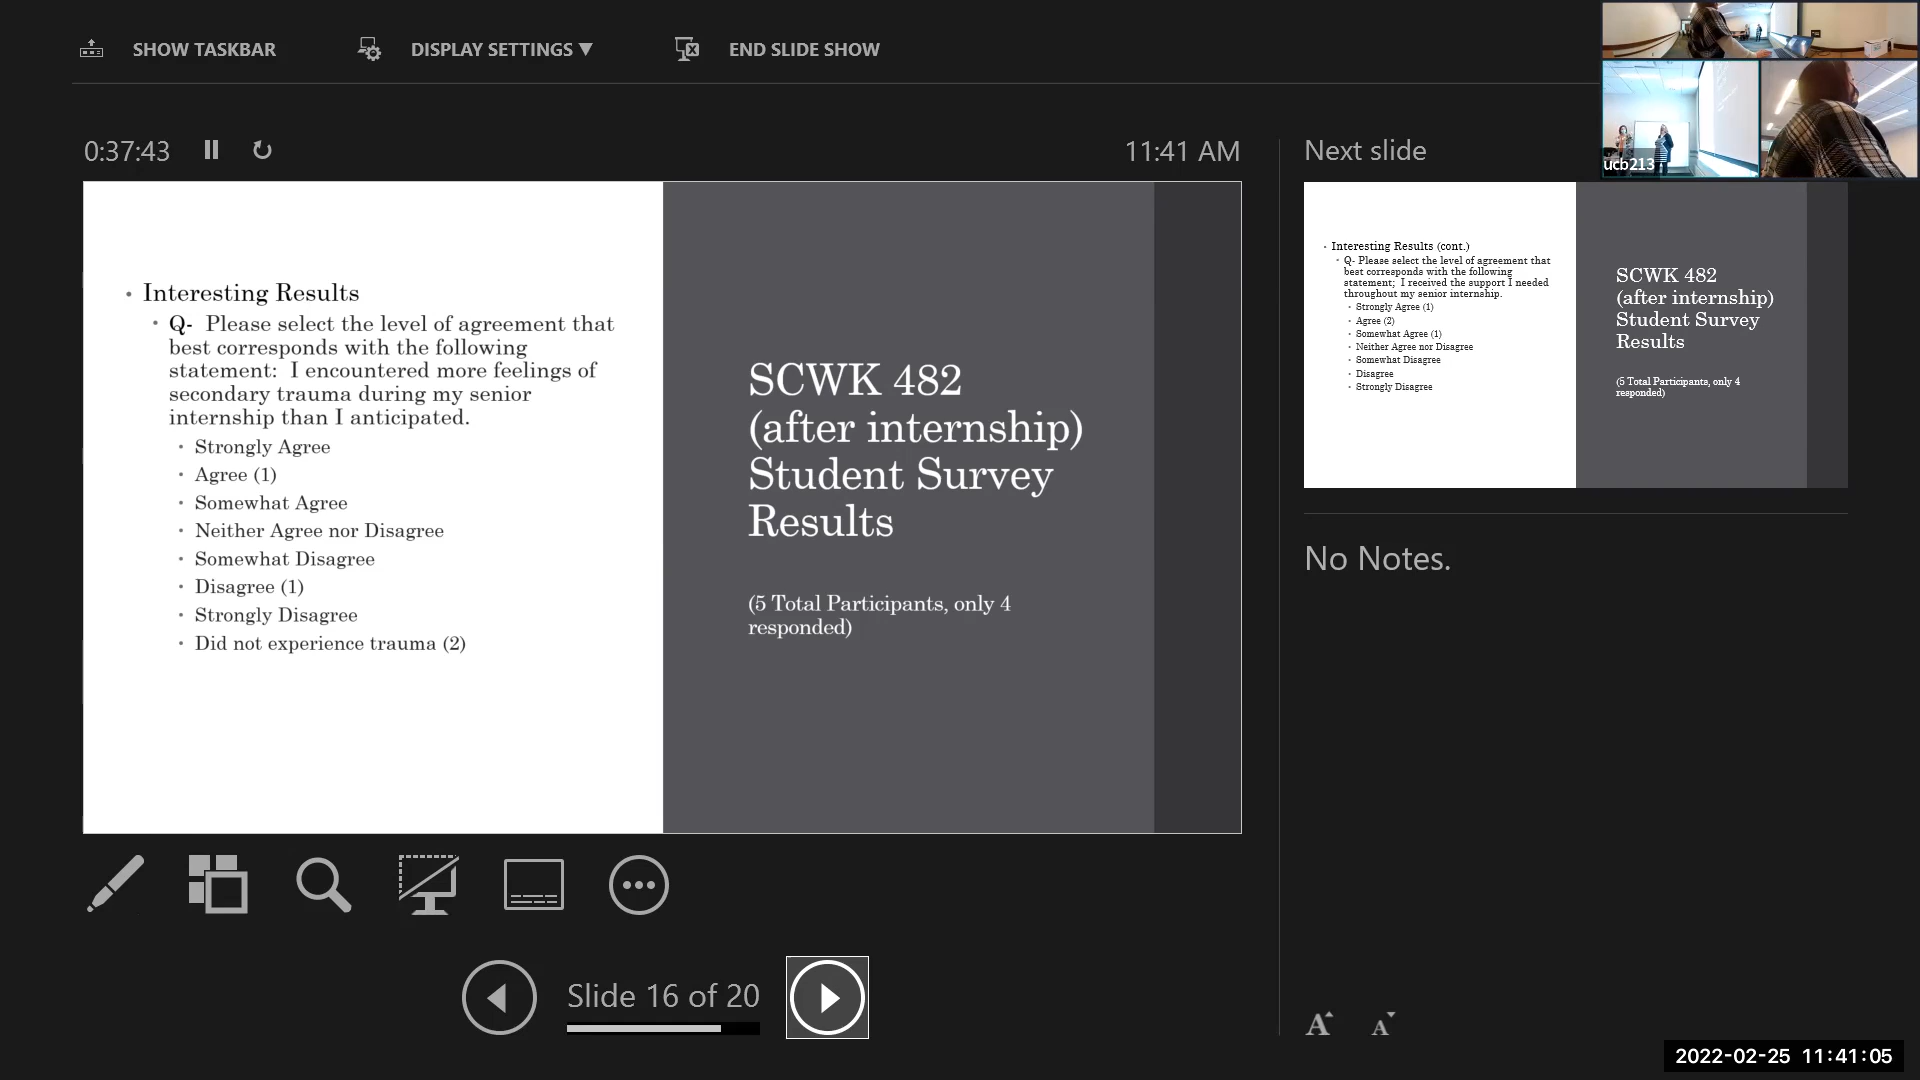 SHOW TASKBAR
DISPLAY SETTINGS ▼
END SLIDE SHOW
0:37:43
11:41 AM
Next slide
ucb213
• Interesting Results
• Q-  Please select the level of agreement that
best corresponds with the following
statement:  I encountered more feelings of
secondary trauma during my senior
internship than I anticipated.
• Strongly Agree
• Agree (1)
• Somewhat Agree
• Neither Agree nor Disagree
• Somewhat Disagree
• Disagree (1)
• Strongly Disagree
• Did not experience trauma (2)
SCWK 482
(after internship)
Student Survey
Results
(5 Total Participants, only 4
responded)
• Interesting Results (cont.)
• Q- Please select the level of agreement that
best corresponds with the following
statement;  I received the support I needed
throughout my senior internship.
• Strongly Agree (1)
• Agree (2)
• Somewhat Agree (1)
• Neither Agree nor Disagree
• Somewhat Disagree
• Disagree
• Strongly Disagree
SCWK 482
(after internship)
Student Survey
Results
(5 Total Participants, only 4
responded)
No Notes.
Slide 16 of 20
A A
2022-02-25 11:41:05